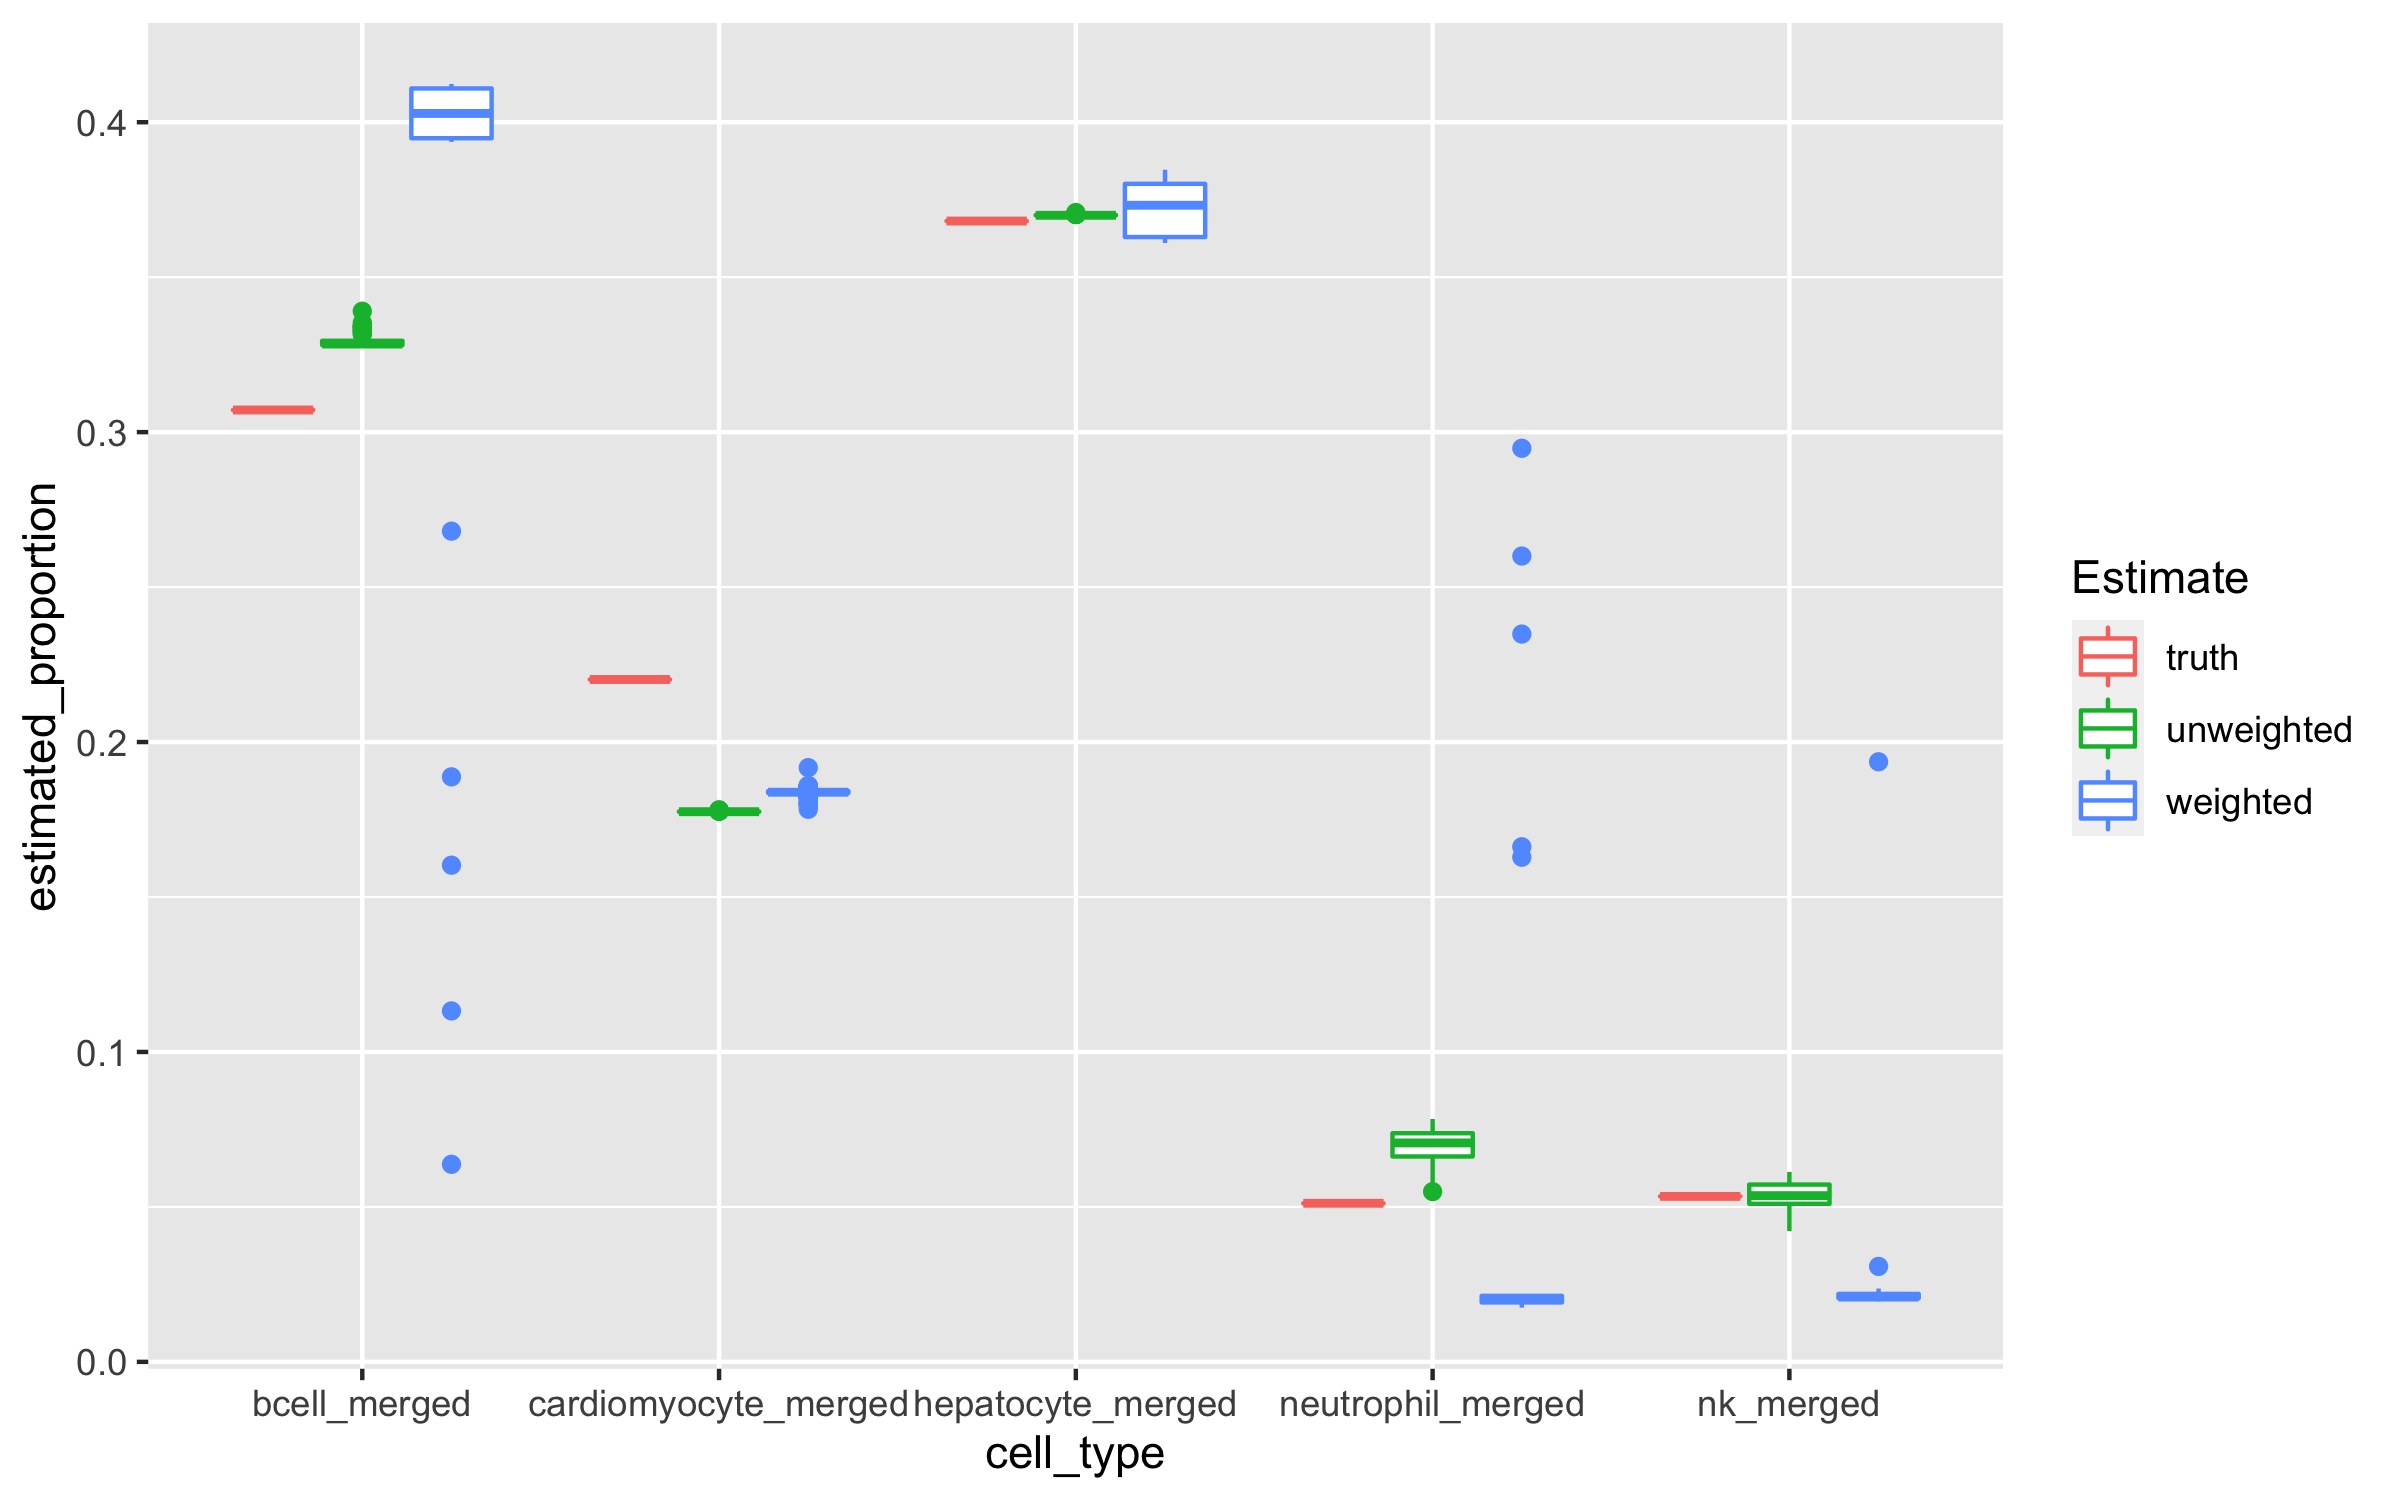 estimated_proportion
0.4
0.3
0.2
0.1
0.0
bcell_merged cardiomyocyte_merged hepatocyte_merged neutrophil_merged nk_merged
cell_type
Estimate
truth
unweighted
weighted